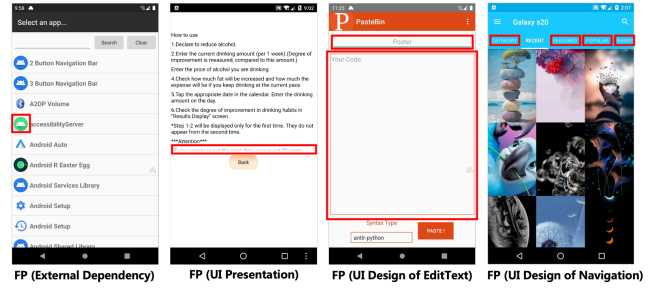 9:58
Select an app...
Search Clear
2 Button Navigation Bar
3 Button Navigation Bar
A2DP Volume
accessibilityServer
Android Auto
Android R Easter Egg
Android Services Library
Android Setup
Android Setup
Android Shared Library
FP (External Dependency)
9:02
How to use
1.Declare to reduce alcohol.
2.Enter the current drinking amount (per 1 week).(Degree of
improvement is measured, compared to this amount.)
Enter the price of alcohol you are drinking.
4.Check how much fat will be increased and how much the
expense will be if you keep drinking at the current pace.
5.Tap the appropriate date in the calendar. Enter the drinking
amount on the day.
6.Check the degree of improvement in drinking habits in
"Results Display" screen.
*Step 1-2 will be displayed only for the first time. They do not
appear from the second time.
***Attention***
Back
FP (UI Presentation)
11:25
P PasteBin
Poster
Your Code
Syntax Type
antlr-python
PASTE !
FP (UI Design of EditText)
2:07
Galaxy s20
CATEGORY RECENT FEATURED POPULAR
FP (UI Design of Navigation)